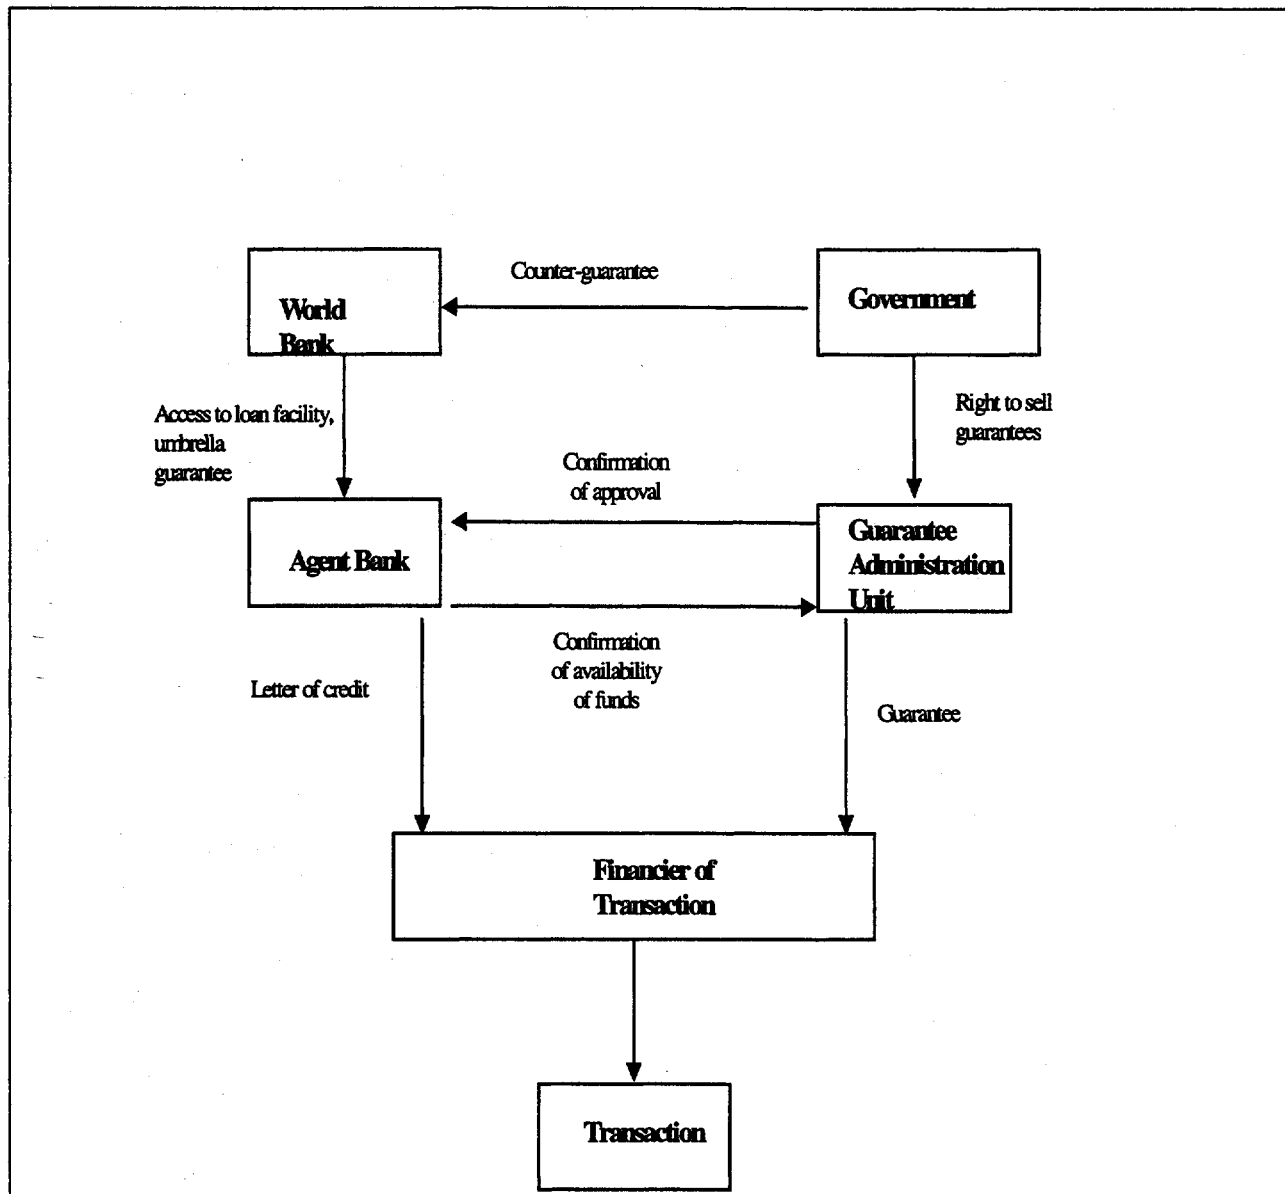 Counter-guarantee
World
Bank
Government
Access to loan facility,
umbrella
guarantee
Right to sell
guarantees
Confirmation
of approval
Agent Bank
Guarantee
Administration
Unit
Confirmation
of availability
of funds
Letter of credit
Guarantee
Financier of
Transaction
Transaction